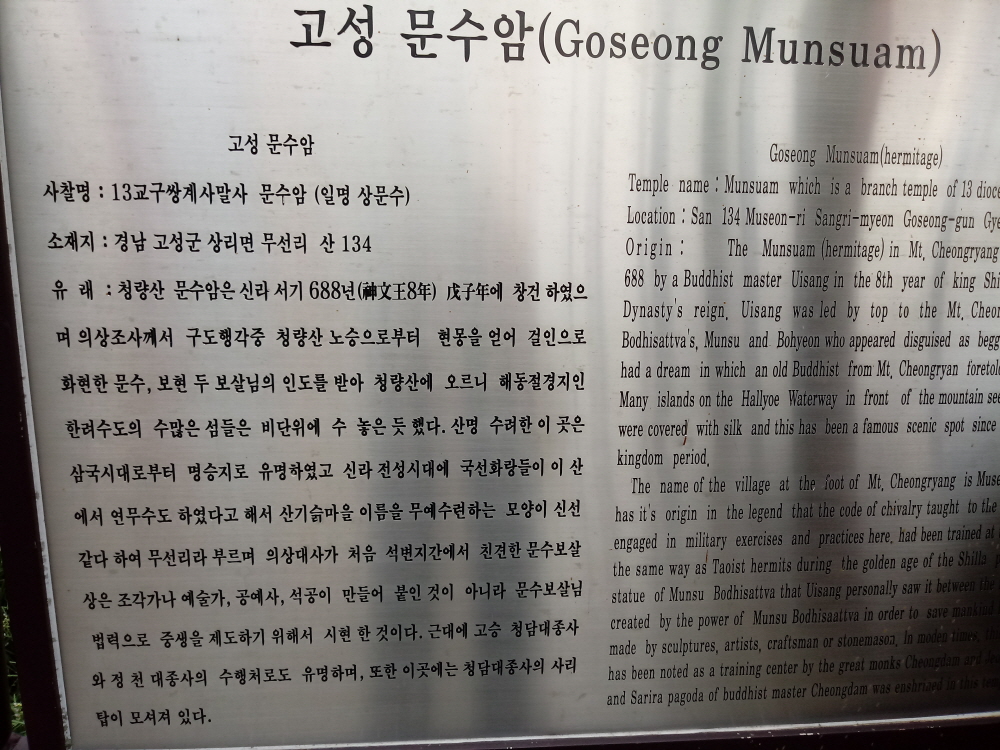 고성 문수암(Goseong Munsuam)
고성 문수암
사찰명 : 13교구쌍계사말사 문수암 (일명 상문수)
소재지 : 경남 고성군 상리면 무선리 산 134
유 래 : 청량산 문수암은 신라 서기 688년(神文王8年) 戊子年에 창건 하였으
며 의상조사께서 구도행각중 청량산 노승으로부터 현몽을 얻어 걸인으로
화현한 문수, 보현 두 보살님의 인도를 받아 청량산에 오르니 해동절경지인
한려수도의 수많은 섬들은 비단위에 수 놓은 듯 했다. 산명 수려한 이 곳은
삼국시대로부터 명승지로 유명하였고 신라 전성시대에 국선화랑들이 이 산
에서 연무수도 하였다고 해서 산기슭마을 이름을 무예수련하는 모양이 신선
같다 하여 무선리라 부르며 의상대사가 처음 석벽지간에서 친견한 문수보살
상은 조각가나 예술가, 공예사, 석공이 만들어 붙인 것이 아니라 문수보살님
법력으로 중생을 제도하기 위해서 시현 한 것이다. 근대에 고승 청담대종사
와 정 천 대종사의 수행처로도 유명하며, 또한 이곳에는 청담대종사의 사리
탑이 모셔져 있다.
Goseong Munsuam(hermitage)
Temple name : Munsuam which is a branch temple of 13 dioce
Location : San 134 Museon-ri Sangri-myeon Goseong-gun Gye
Origin : The Munsuam (hermitage) in Mt. Cheongryang
688 by a Buddhist master Uisang in the 8th year of king Shi
Dynasty's reign. Uisang was led by top to the Mt. Cheon
Bodhisattva's, Munsu and Bohyeon who appeared disguised as begg
had a dream in which an old Buddhist from Mt. Cheongryan foretol
Many islands on the Hallyoe Waterway in front of the mountain see
were covered with silk and this has been a famous scenic spot since
kingdom period.
The name of the village at the foot of Mt. Cheongryang is Muse
has it's origin in the legend that the code of chivalry taught to the
engaged in military exercises and practices here. had been trained at
the same way as Taoist hermits during the golden age of the Shilla
statue of Munsu Bodhisattva that Uisang personally saw it between the
created by the power of Munsu Bodhisaattva in order to save mankind
made by sculptures, artists, craftsman or stonemason. In moden times,
has been noted as a training center by the great monks Cheongdam and
and Sarira pagoda of buddhist master Cheongdam was enshrined in this